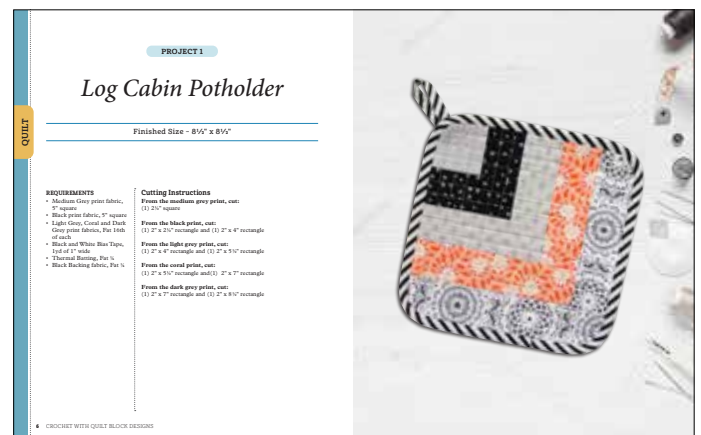 PROJECT 1
Log Cabin Potholder
Finished Size - 8½" x 8½"
QUILT
REQUIREMENTS
• Medium Grey print fabric,
5" square
• Black print fabric, 5" square
• Light Grey, Coral and Dark
Grey print fabrics, Fat 16th
of each
• Black and White Bias Tape,
1yd of 1" wide
• Thermal Batting, Fat ¼
• Black Backing fabric, Fat ¼
Cutting Instructions
From the medium grey print, cut:
(1) 2½" square
From the black print, cut:
(1) 2" x 2½" rectangle and (1) 2" x 4" rectangle
From the light grey print, cut:
(1) 2" x 4" rectangle and (1) 2" x 5½" rectangle
From the coral print, cut:
(1) 2" x 5½" rectangle and(1) 2" x 7" rectangle
From the dark grey print, cut:
(1) 2" x 7" rectangle and (1) 2" x 8½" rectangle
6 CROCHET WITH QUILT BLOCK DESIGNS